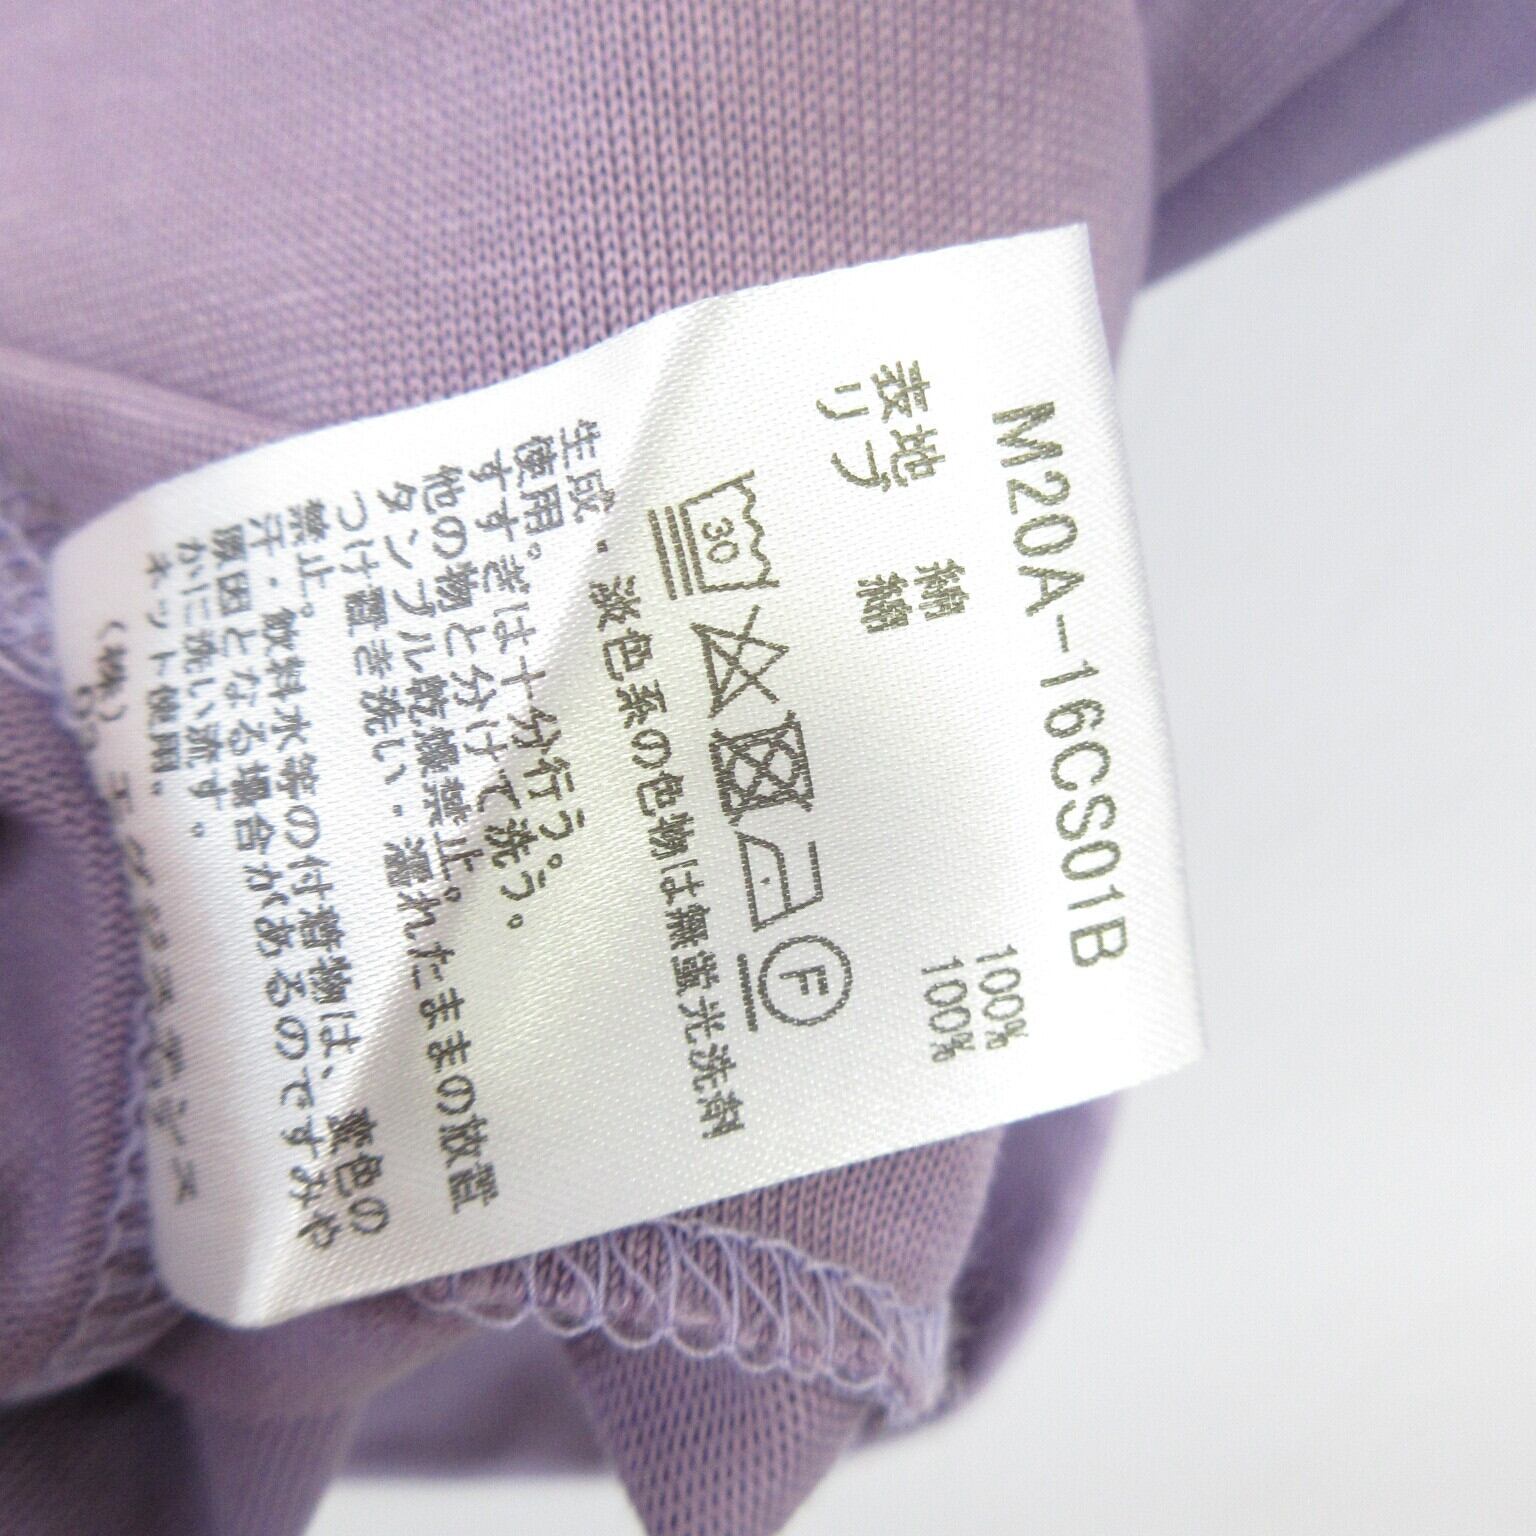 M20A-16CS01B
表地 綿 100%
リブ 綿 100%
30
F
生成・淡色系の色物は無蛍光洗剤
使用。
すすぎは十分行う。
他の物と分けて洗う。
タンブル乾燥禁止。
つけ置き洗い・濡れたままの放置
禁止。
汗・飲料水等の付着物は、変色の
原因となる場合があるのですみや
かに洗い流す。
ネット使用。
(株)